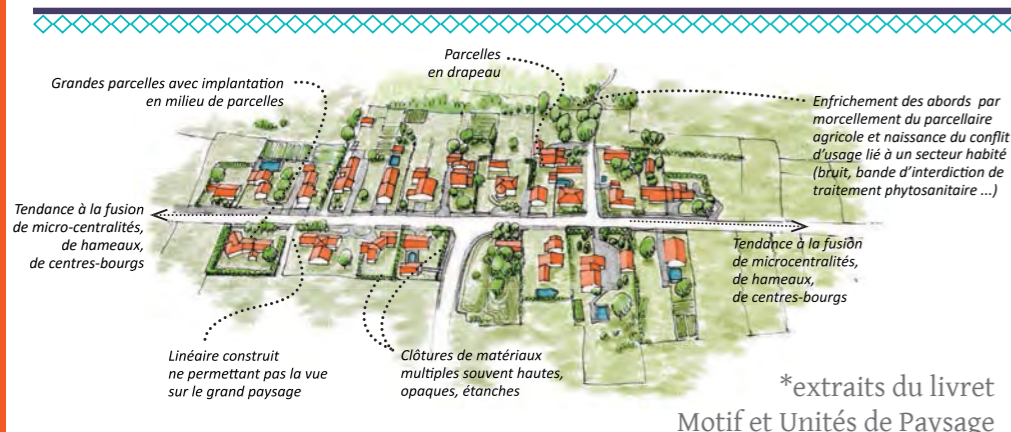 Parcelles
en drapeau
Grandes parcelles avec implantation
en milieu de parcelles
Enfrichement des abords par
morcellement du parcellaire
agricole et naissance du conflit
d'usage lié à un secteur habité
(bruit, bande d'interdiction de
traitement phytosanitaire ...)
Tendance à la fusion
de micro-centralités,
de hameaux,
de centres-bourgs
Tendance à la fusion
de microcentralités,
de hameaux,
de centres-bourgs
Linéaire construit
ne permettant pas la vue
sur le grand paysage
Clôtures de matériaux
multiples souvent hautes,
opaques, étanches
*extraits du livret
Motif et Unités de Paysage